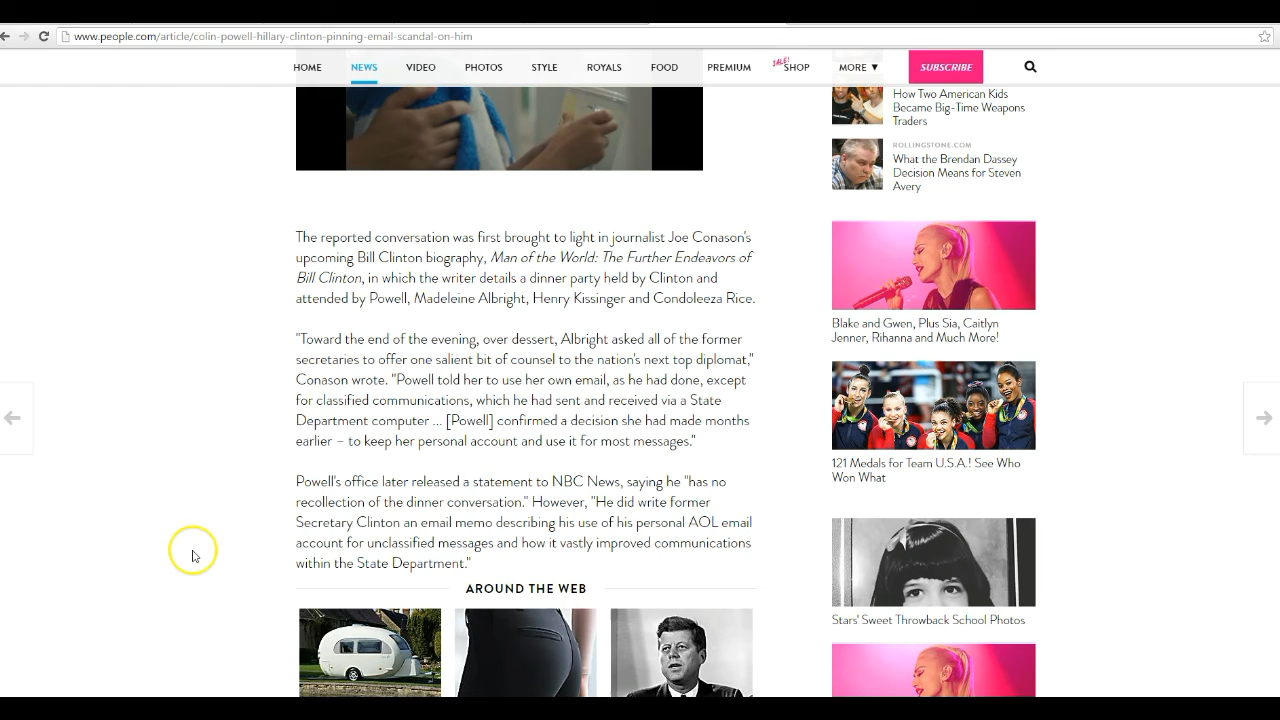 www.people.com/article/colin-powell-hillary-clinton-pinning-email-scandal-on-him
HOME NEWS VIDEO PHOTOS STYLE ROYALS FOOD PREMIUM SALE! SHOP MORE ▼ SUBSCRIBE
How Two American Kids
Became Big-Time Weapons
Traders
ROLLINGSTONE.COM
What the Brendan Dassey
Decision Means for Steven
Avery
The reported conversation was first brought to light in journalist Joe Conason's
upcoming Bill Clinton biography, Man of the World: The Further Endeavors of
Bill Clinton, in which the writer details a dinner party held by Clinton and
attended by Powell, Madeleine Albright, Henry Kissinger and Condoleeza Rice.
"Toward the end of the evening, over dessert, Albright asked all of the former
secretaries to offer one salient bit of counsel to the nation's next top diplomat,"
Conason wrote. "Powell told her to use her own email, as he had done, except
for classified communications, which he had sent and received via a State
Department computer ... [Powell] confirmed a decision she had made months
earlier – to keep her personal account and use it for most messages."
Powell's office later released a statement to NBC News, saying he "has no
recollection of the dinner conversation." However, "He did write former
Secretary Clinton an email memo describing his use of his personal AOL email
account for unclassified messages and how it vastly improved communications
within the State Department."
AROUND THE WEB
Blake and Gwen, Plus Sia, Caitlyn
Jenner, Rihanna and Much More!
121 Medals for Team U.S.A.! See Who
Won What
Stars' Sweet Throwback School Photos